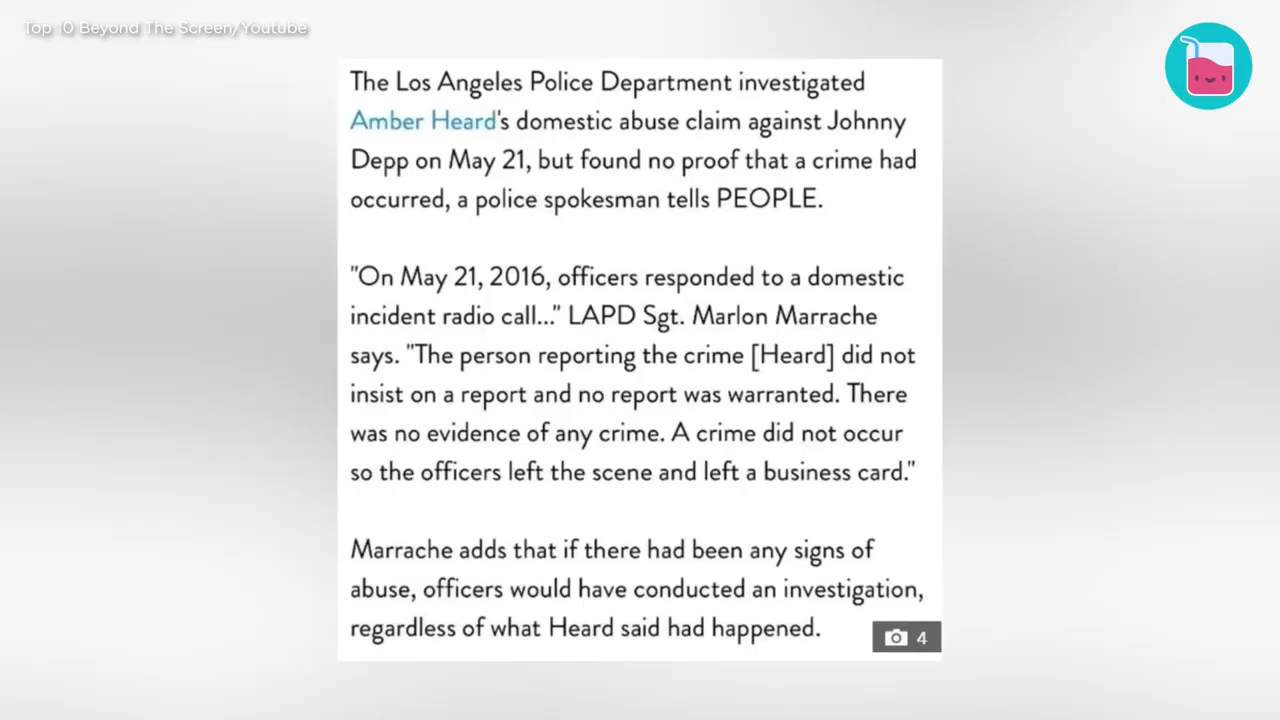 Top 10 Beyond The Screen/Youtube
The Los Angeles Police Department investigated
Amber Heard's domestic abuse claim against Johnny
Depp on May 21, but found no proof that a crime had
occurred, a police spokesman tells PEOPLE.
"On May 21, 2016, officers responded to a domestic
incident radio call..." LAPD Sgt. Marlon Marrache
says. "The person reporting the crime [Heard] did not
insist on a report and no report was warranted. There
was no evidence of any crime. A crime did not occur
so the officers left the scene and left a business card."
Marrache adds that if there had been any signs of
abuse, officers would have conducted an investigation,
regardless of what Heard said had happened.
4